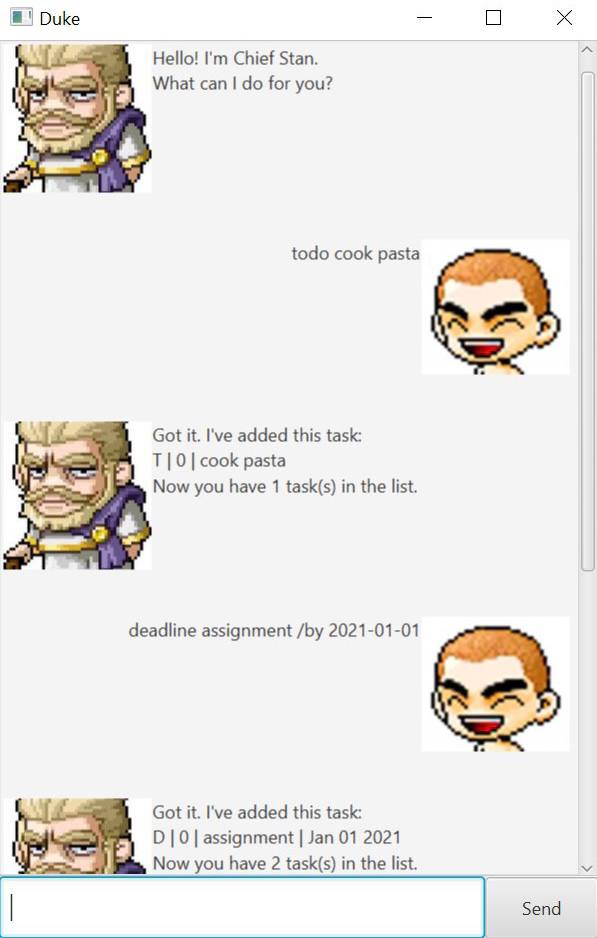 Duke
Hello! I'm Chief Stan.
What can I do for you?
todo cook pasta
Got it. I've added this task:
T | 0 | cook pasta
Now you have 1 task(s) in the list.
deadline assignment /by 2021-01-01
Got it. I've added this task:
D | 0 | assignment | Jan 01 2021
Now you have 2 task(s) in the list.
Send